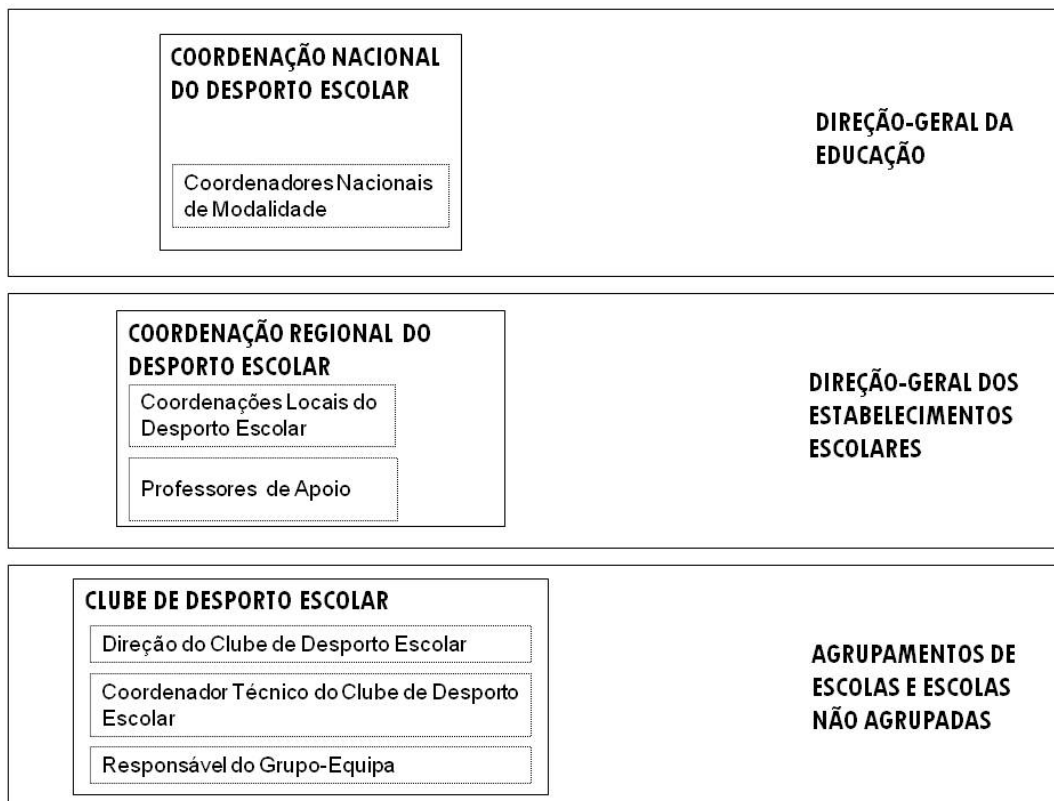 COORDENAÇÃO NACIONAL
DO DESPORTO ESCOLAR
Coordenadores Nacionais
de Modalidade
DIREÇÃO-GERAL DA
EDUCAÇÃO
COORDENAÇÃO REGIONAL DO
DESPORTO ESCOLAR
Coordenações Locais do
Desporto Escolar
Professores de Apoio
DIREÇÃO-GERAL DOS
ESTABELECIMENTOS
ESCOLARES
CLUBE DE DESPORTO ESCOLAR
Direção do Clube de Desporto Escolar
Coordenador Técnico do Clube de Desporto
Escolar
Responsável do Grupo-Equipa
AGRUPAMENTOS DE
ESCOLAS E ESCOLAS
NÃO AGRUPADAS